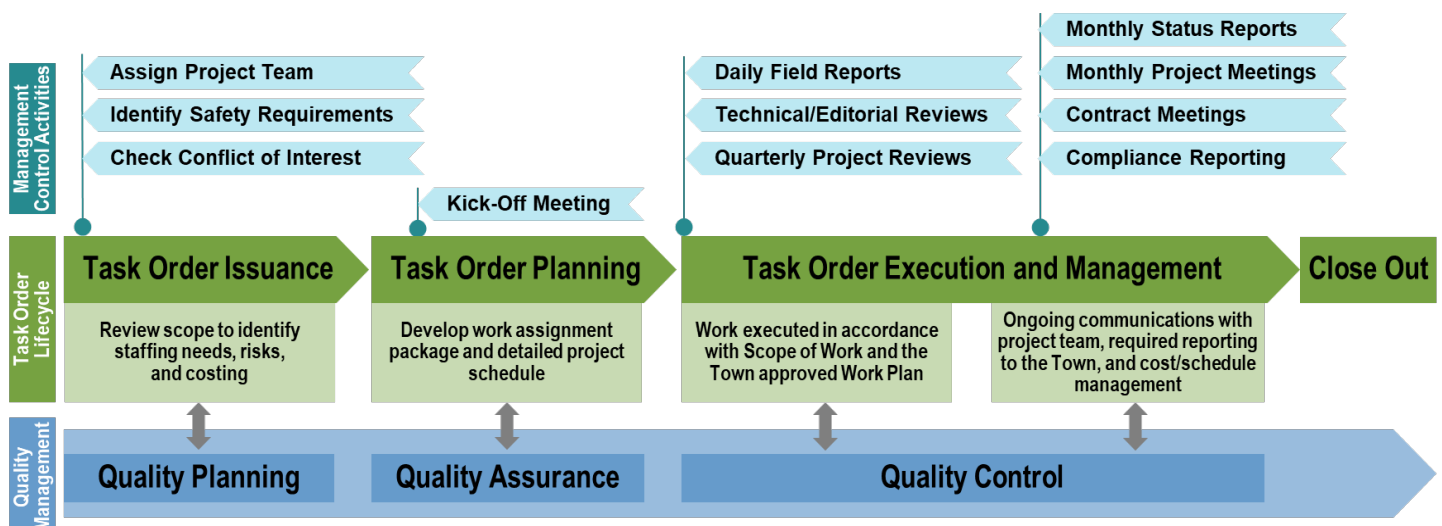 Management
Control Activities
Assign Project Team
Identify Safety Requirements
Check Conflict of Interest
Kick-Off Meeting
Daily Field Reports
Technical/Editorial Reviews
Quarterly Project Reviews
Monthly Status Reports
Monthly Project Meetings
Contract Meetings
Compliance Reporting
Task Order
Lifecycle
Task Order Issuance
Review scope to identify
staffing needs, risks,
and costing
Task Order Planning
Develop work assignment
package and detailed project
schedule
Task Order Execution and Management
Work executed in accordance
with Scope of Work and the
Town approved Work Plan
Ongoing communications with
project team, required reporting
to the Town, and cost/schedule
management
Close Out
Quality
Management
Quality Planning
Quality Assurance
Quality Control